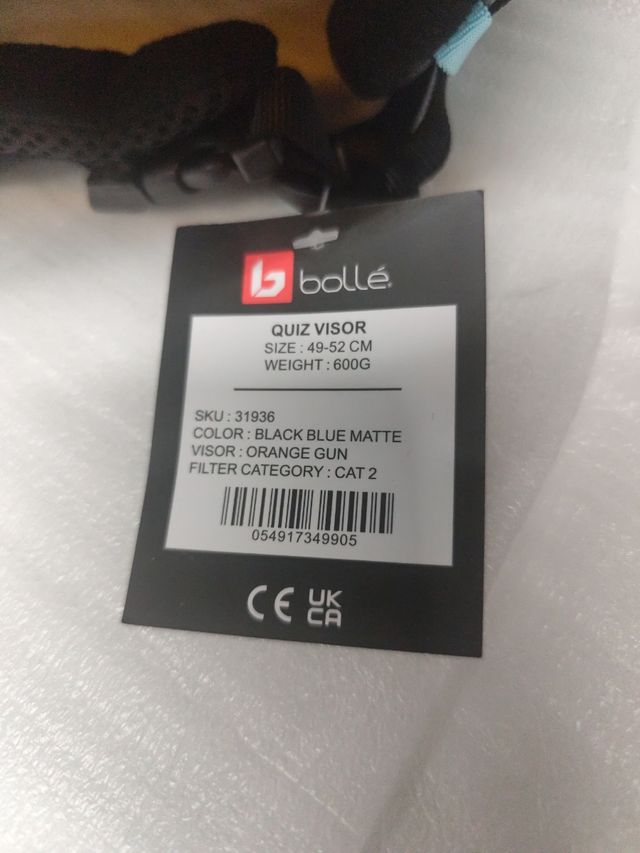 bollé
QUIZ VISOR
SIZE : 49-52 CM
WEIGHT : 600G
SKU : 31936
COLOR : BLACK BLUE MATTE
VISOR : ORANGE GUN
FILTER CATEGORY : CAT 2
054917349905
CE UK
CA